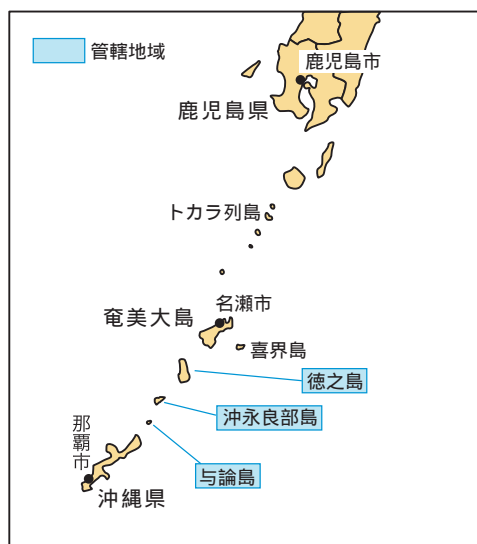 管轄地域
鹿児島市
鹿児島県
トカラ列島
名瀬市
奄美大島
喜界島
徳之島
沖永良部島
那覇市
与論島
沖縄県